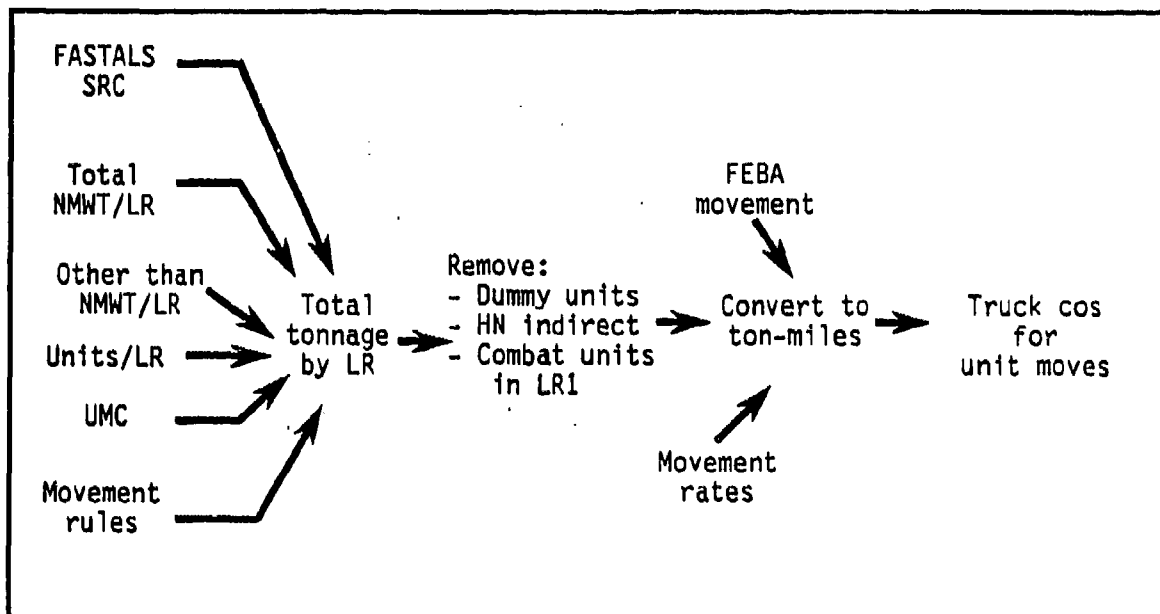 FASTALS
SRC
Total
NMWT/LR
Other than
NMWT/LR
Units/LR
UMC
Movement
rules
Total
tonnage
by LR
Remove:
- Dummy units
- HN indirect
- Combat units
in LR1
FEBA
movement
Convert to
ton-miles
Movement
rates
Truck cos
for
unit moves